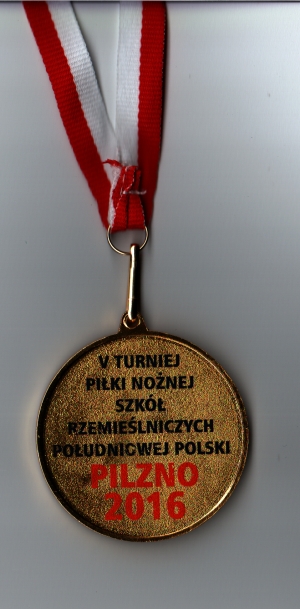 V TURNIEJ
PIŁKI NOŻNEJ
SZKÓŁ
RZEMIEŚLNICZYCH
POŁUDNIOWEJ POLSKI
PILZNO
2016